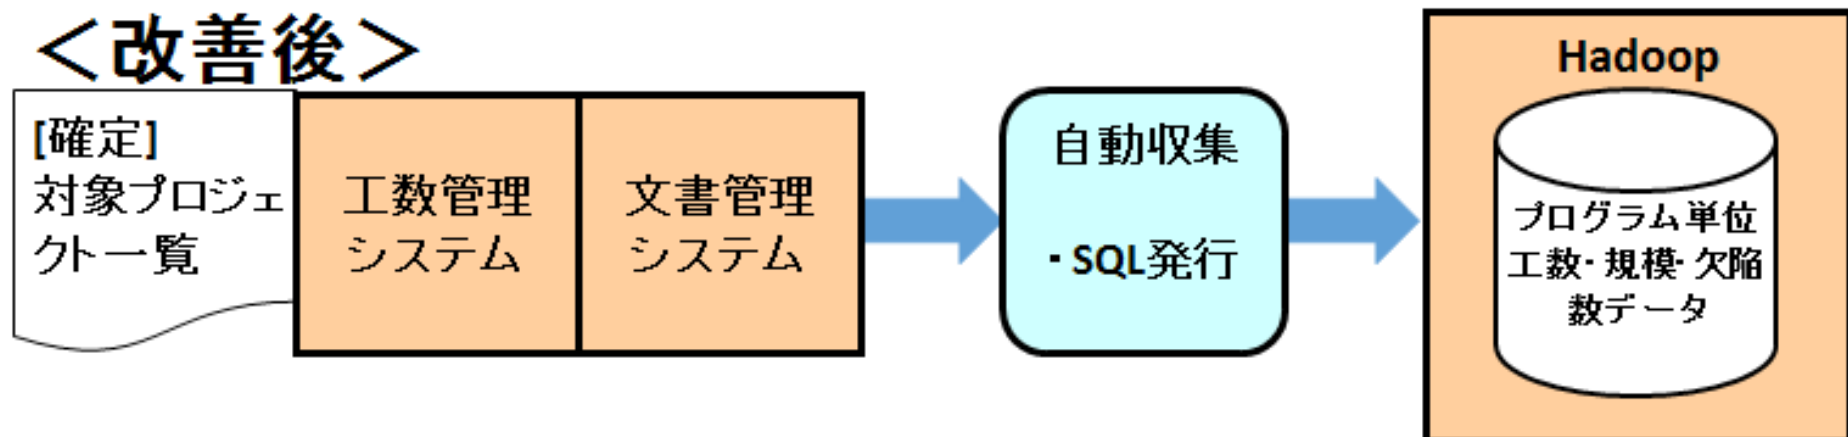 ＜改善後＞
[確定]
対象プロジェ
クト一覧
工数管理
システム
文書管理
システム
自動収集
・SQL発行
Hadoop
プログラム単位
工数・規模・欠陥
数データ